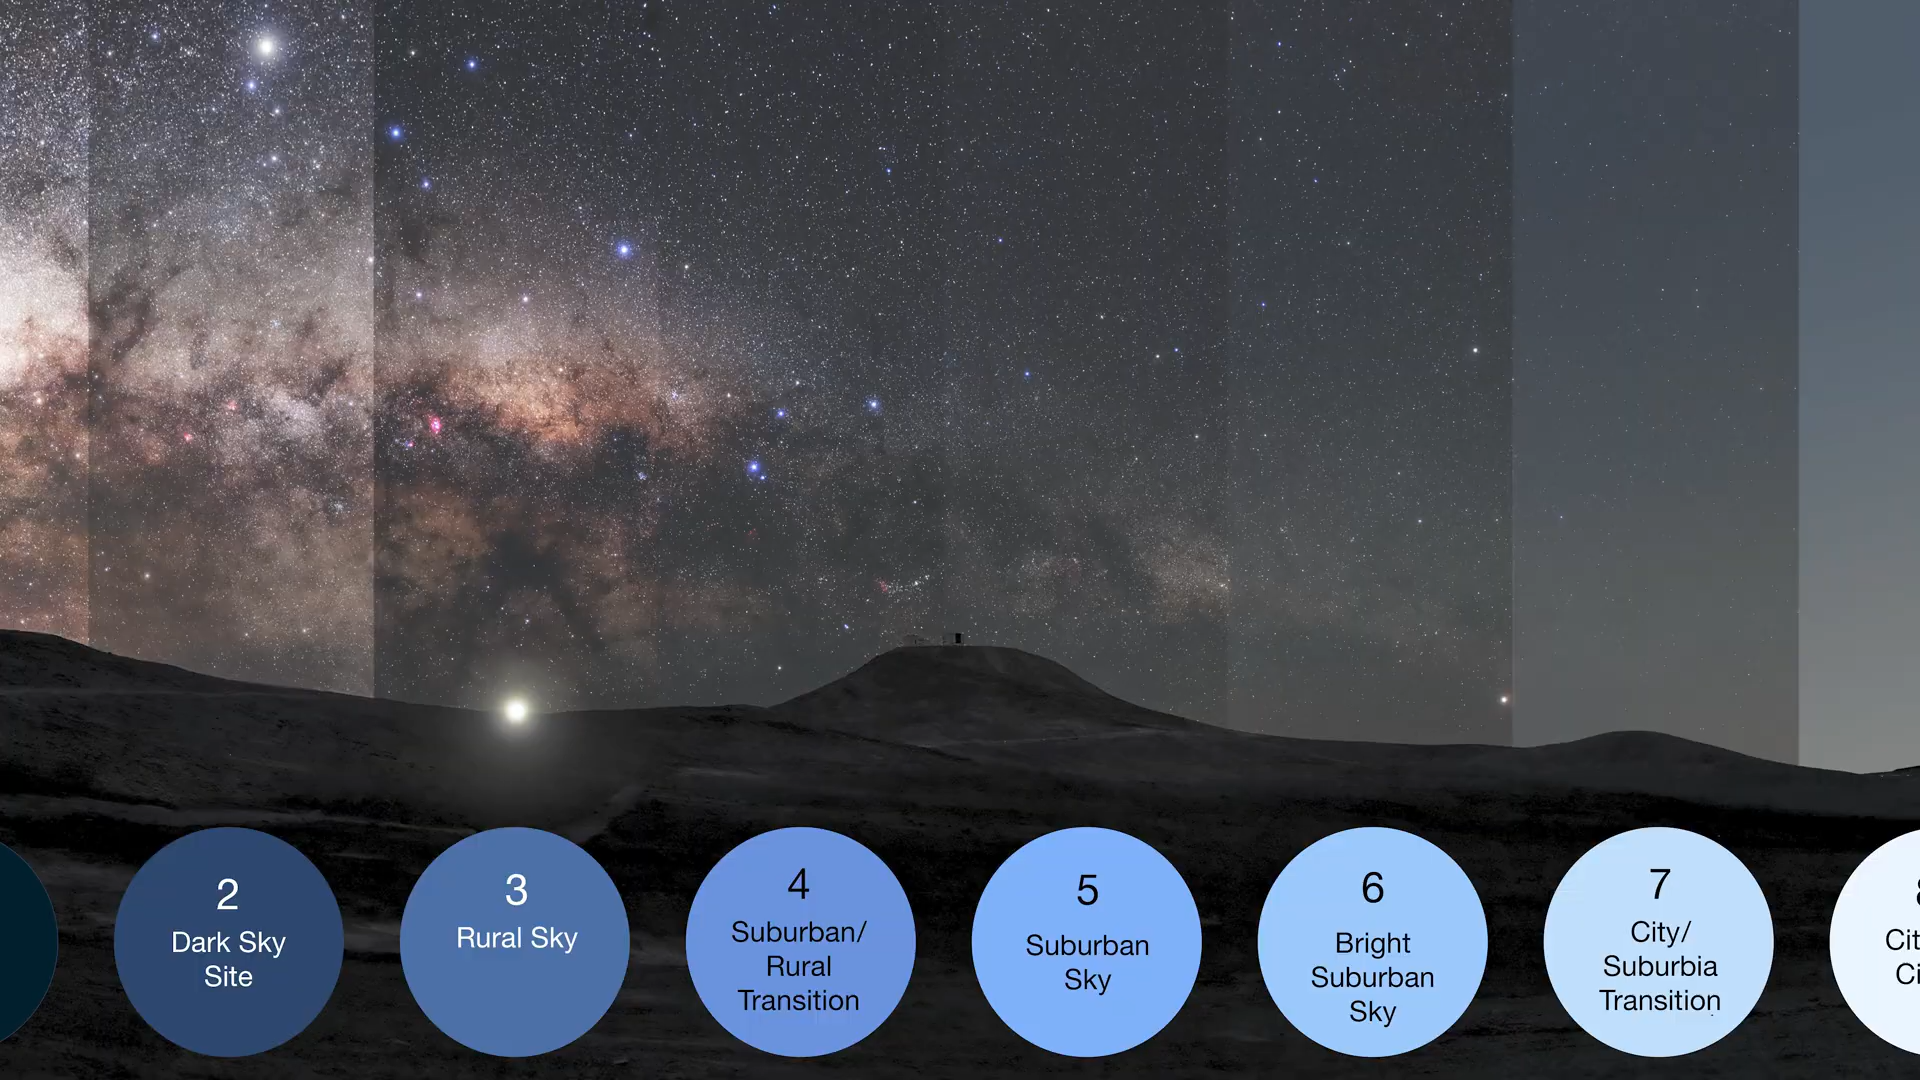 2
Dark Sky
Site
3
Rural Sky
4
Suburban/
Rural
Transition
5
Suburban
Sky
6
Bright
Suburban
Sky
7
City/
Suburbia
Transition